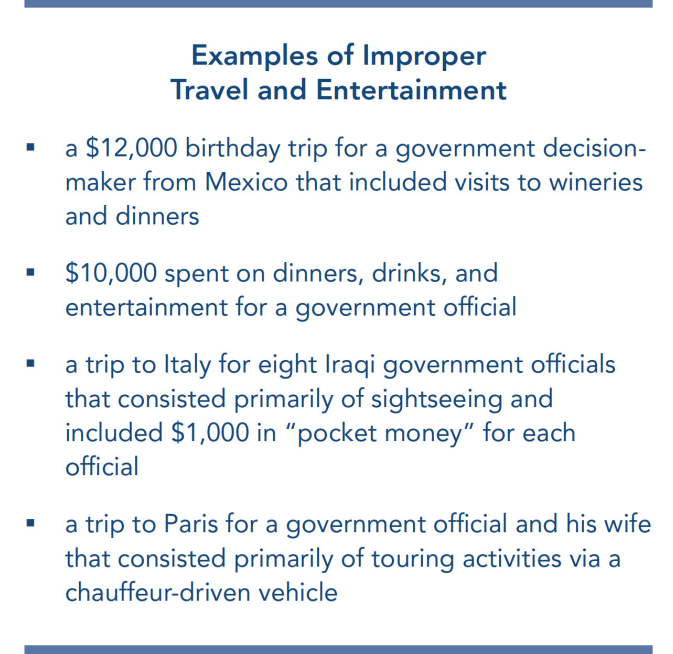 Examples of Improper
Travel and Entertainment
▪ a $12,000 birthday trip for a government decision-
maker from Mexico that included visits to wineries
and dinners
▪ $10,000 spent on dinners, drinks, and
entertainment for a government official
▪ a trip to Italy for eight Iraqi government officials
that consisted primarily of sightseeing and
included $1,000 in “pocket money” for each
official
▪ a trip to Paris for a government official and his wife
that consisted primarily of touring activities via a
chauffeur-driven vehicle